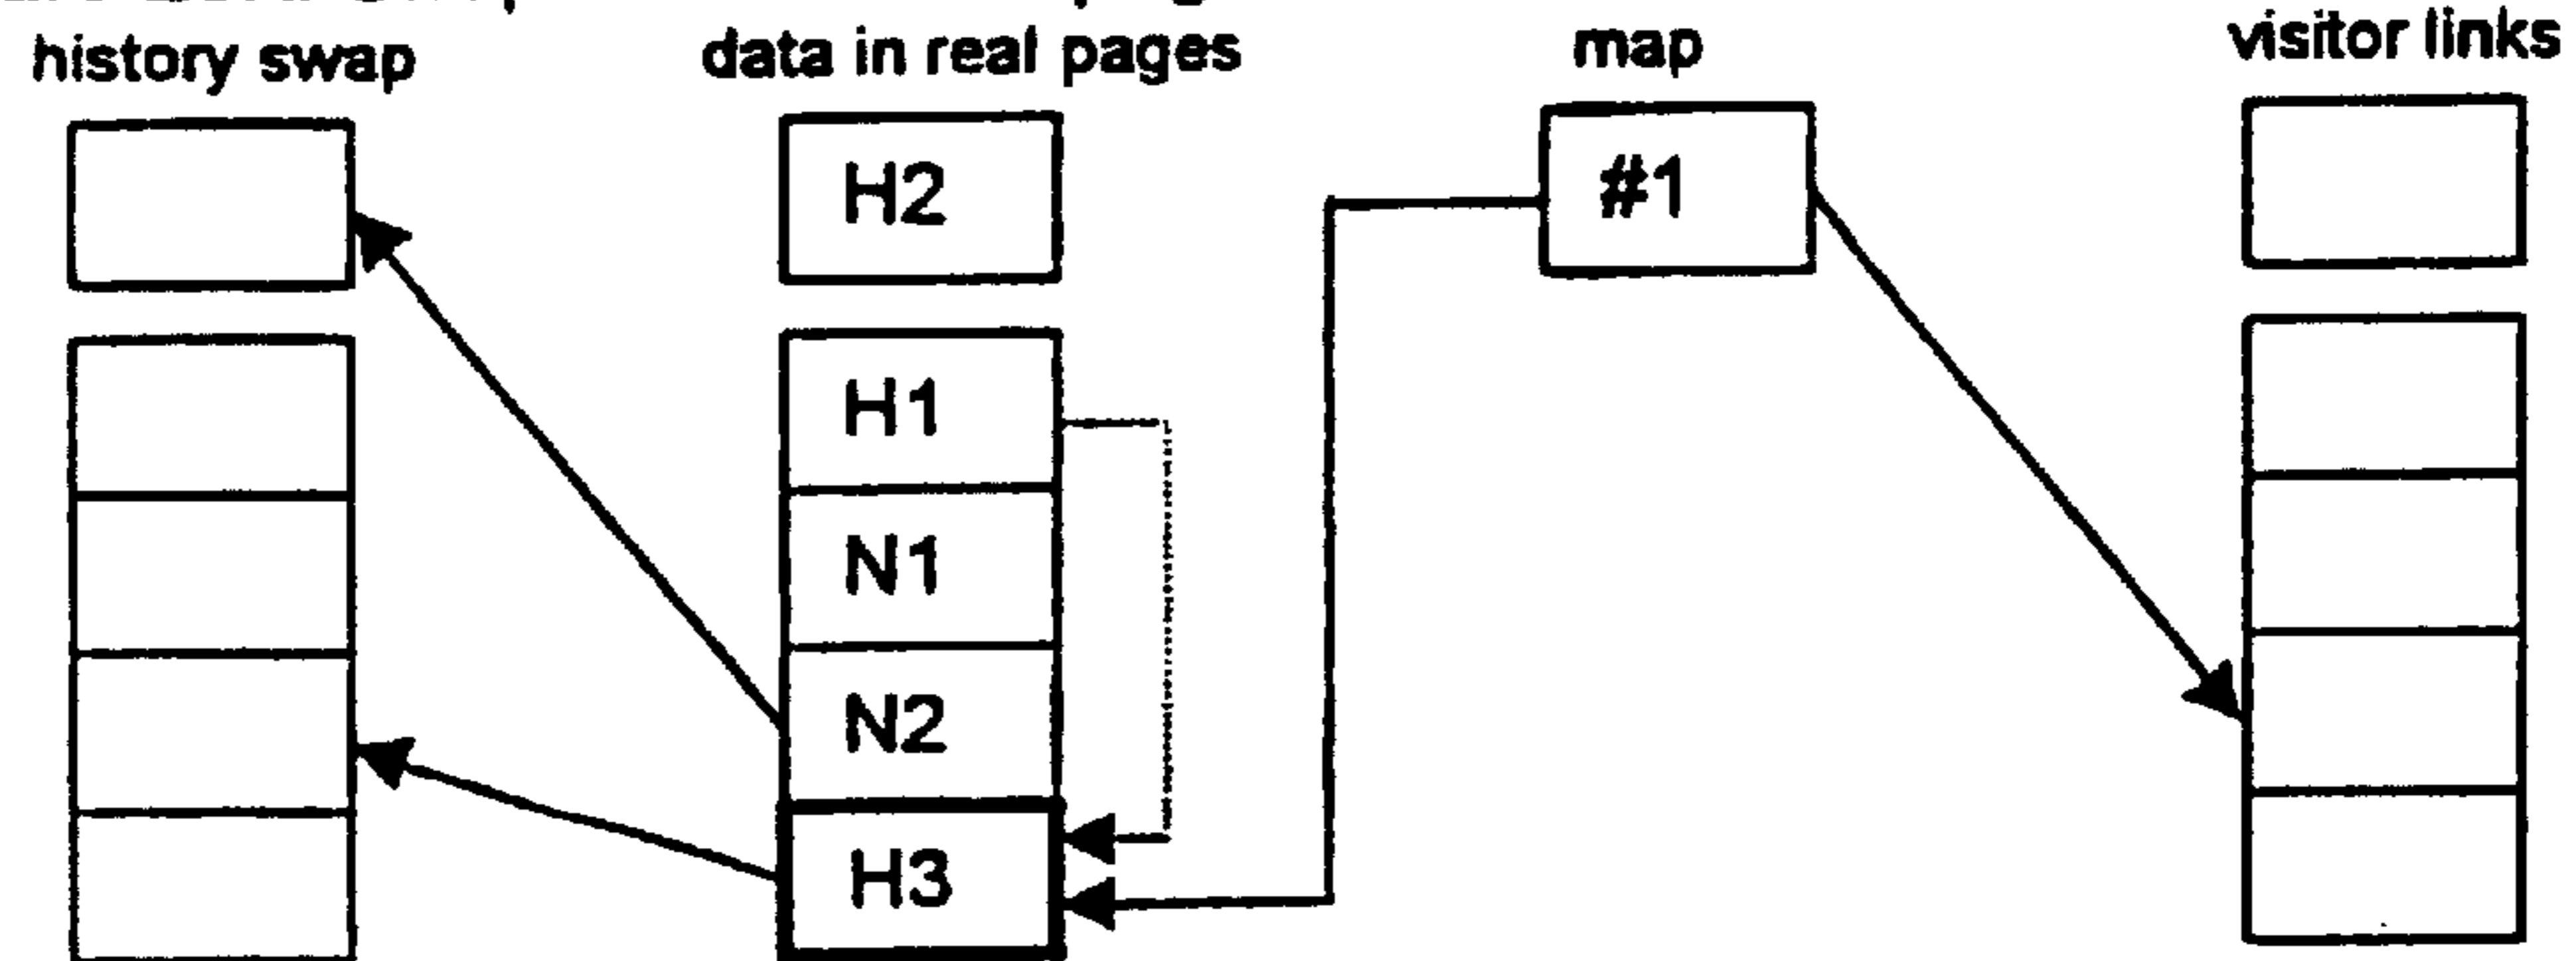 history swap
data in real pages
map
visitor links
H2
#1
H1
N1
N2
H3